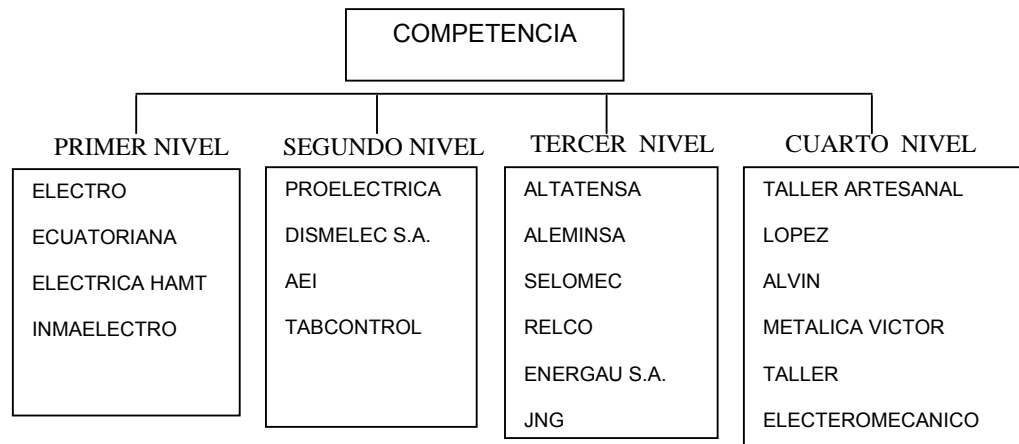 COMPETENCIA
PRIMER NIVEL
ELECTRO
ECUATORIANA
ELECTRICA HAMT
INMAELECTRO
SEGUNDO NIVEL
PROELECTRICA
DISMELEC S.A.
AEI
TABCONTROL
TERCER NIVEL
ALTATENSA
ALEMINSA
SELOMEC
RELCO
ENERGAU S.A.
JNG
CUARTO NIVEL
TALLER ARTESANAL
LOPEZ
ALVIN
METALICA VICTOR
TALLER
ELECTEROMECANICO